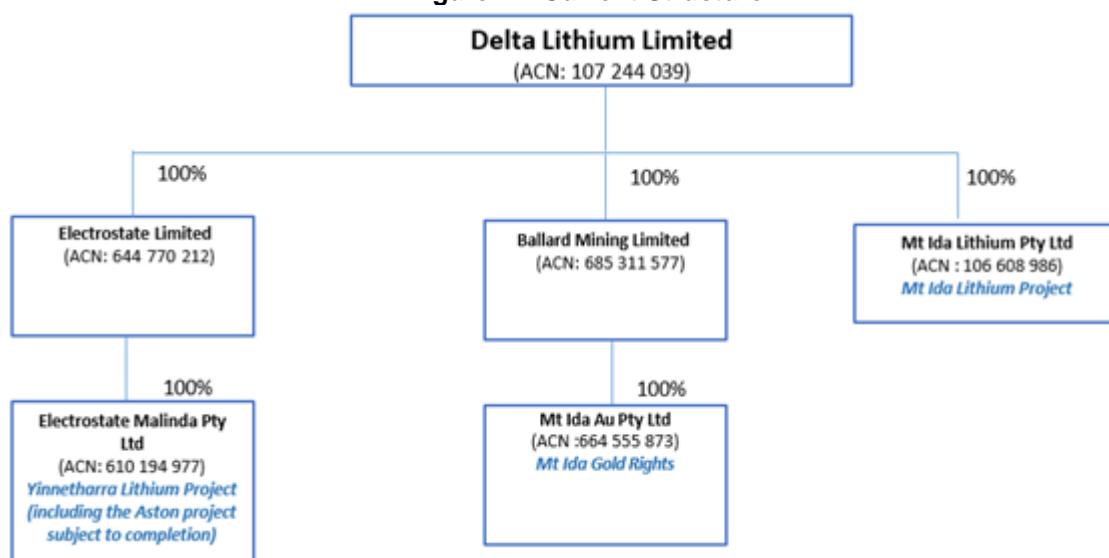 Delta Lithium Limited
(ACN: 107 244 039)
100%
100%
100%
Electrostate Limited
(ACN: 644 770 212)
Ballard Mining Limited
(ACN: 685 311 577)
Mt Ida Lithium Pty Ltd
(ACN : 106 608 986)
Mt Ida Lithium Project
100%
100%
Electrostate Malinda Pty
Ltd
(ACN: 610 194 977)
Yinnetharra Lithium Project
(including the Aston project
subject to completion)
Mt Ida Au Pty Ltd
(ACN :664 555 873)
Mt Ida Gold Rights